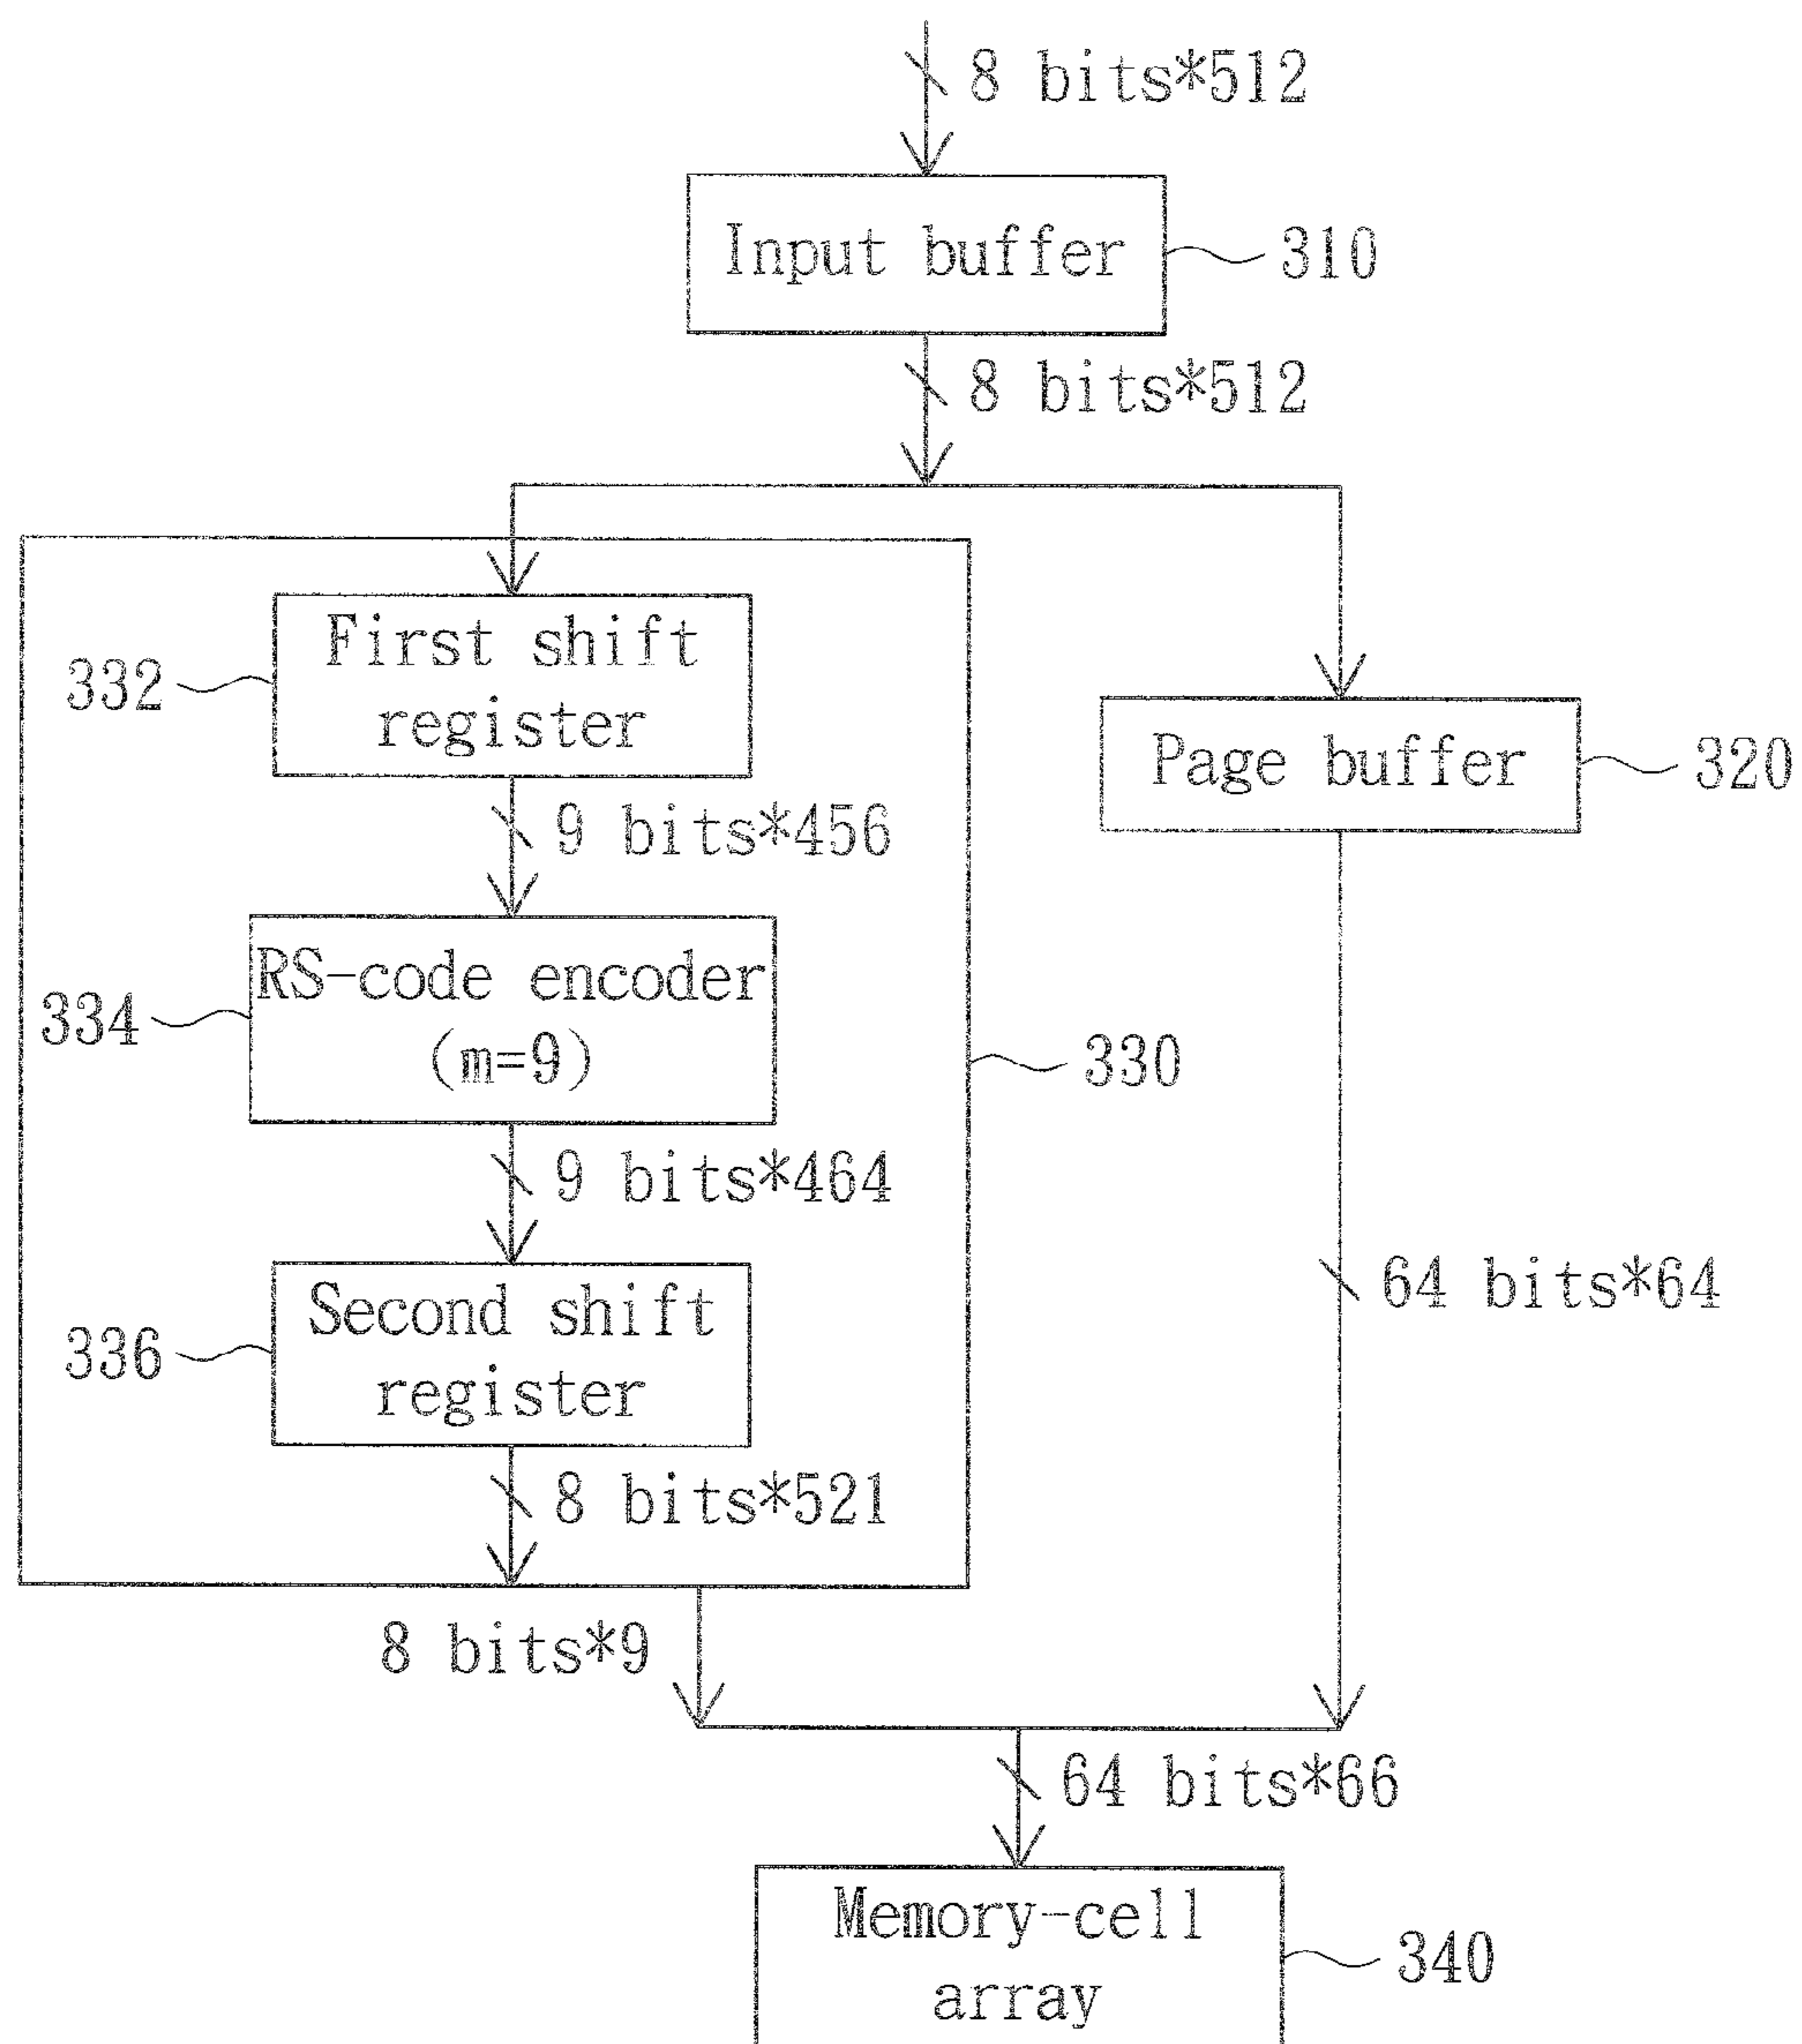 8 bits*512
Input buffer
310
8 bits*512
First shift
register
332
Page buffer
320
9 bits*456
RS-code encoder
(m=9)
334
330
9 bits*464
Second shift
register
336
64 bits*64
8 bits*521
8 bits*9
64 bits*66
Memory-cell
array
340